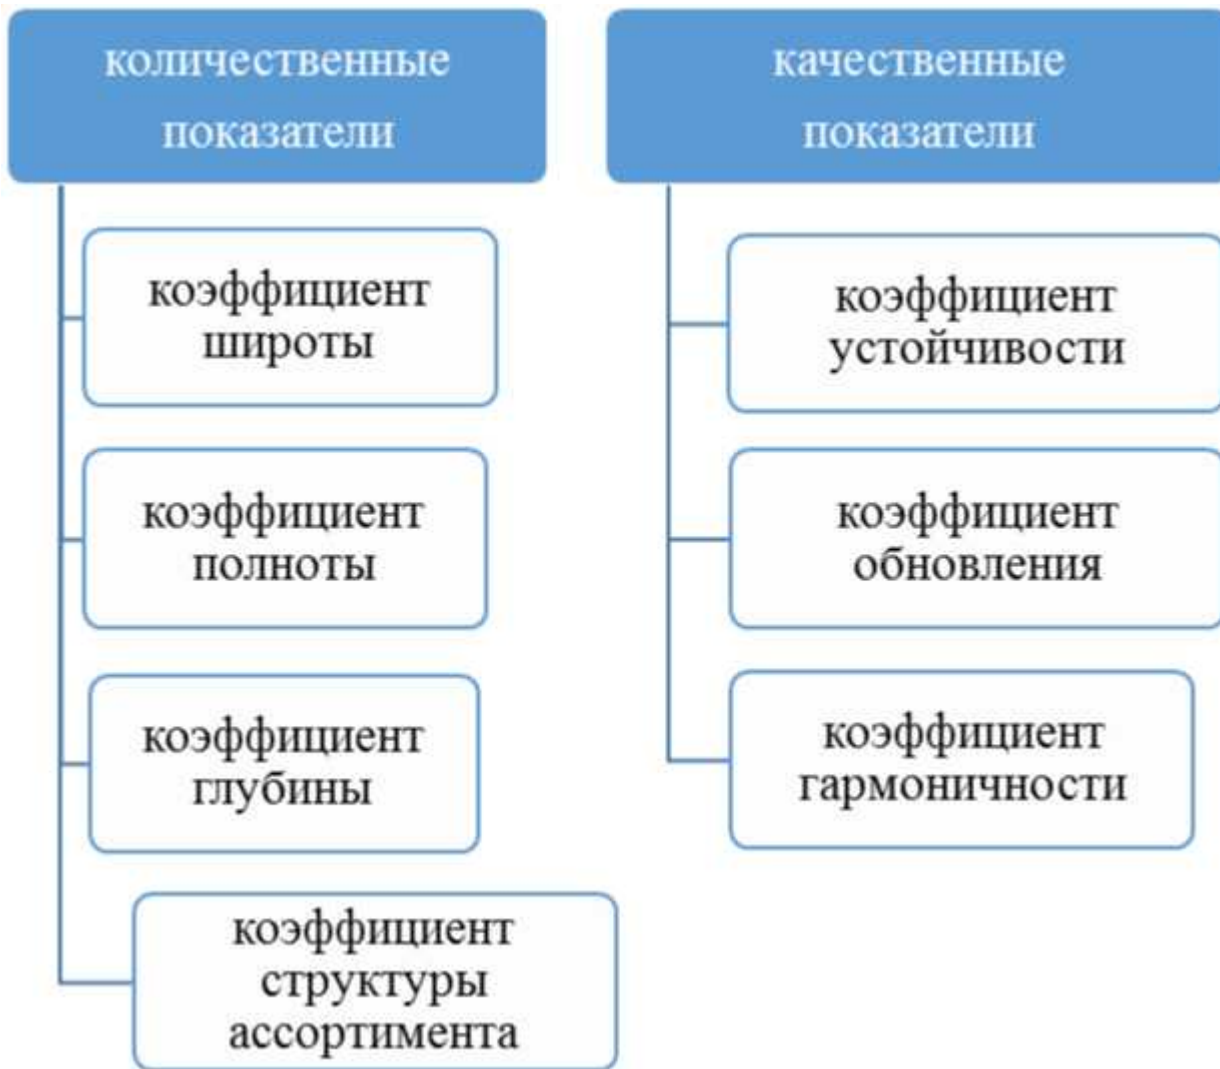 количественные
показатели
коэффициент
широты
коэффициент
полноты
коэффициент
глубины
коэффициент
структуры
ассортимента
качественные
показатели
коэффициент
устойчивости
коэффициент
обновления
коэффициент
гармоничности